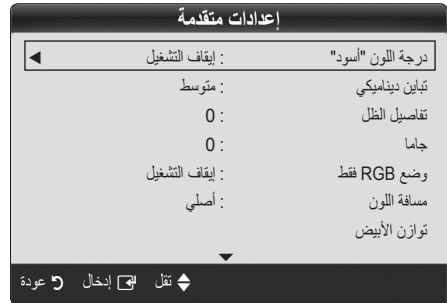 إعدادات متقدمة
درجة اللون "أسود" : إيقاف التشغيل
تباين ديناميكي : متوسط
تفاصيل الظل : 0
جاما : 0
وضع RGB فقط : إيقاف التشغيل
مسافة اللون : أصلي
توازن الأبيض
نقل إدخال عودة